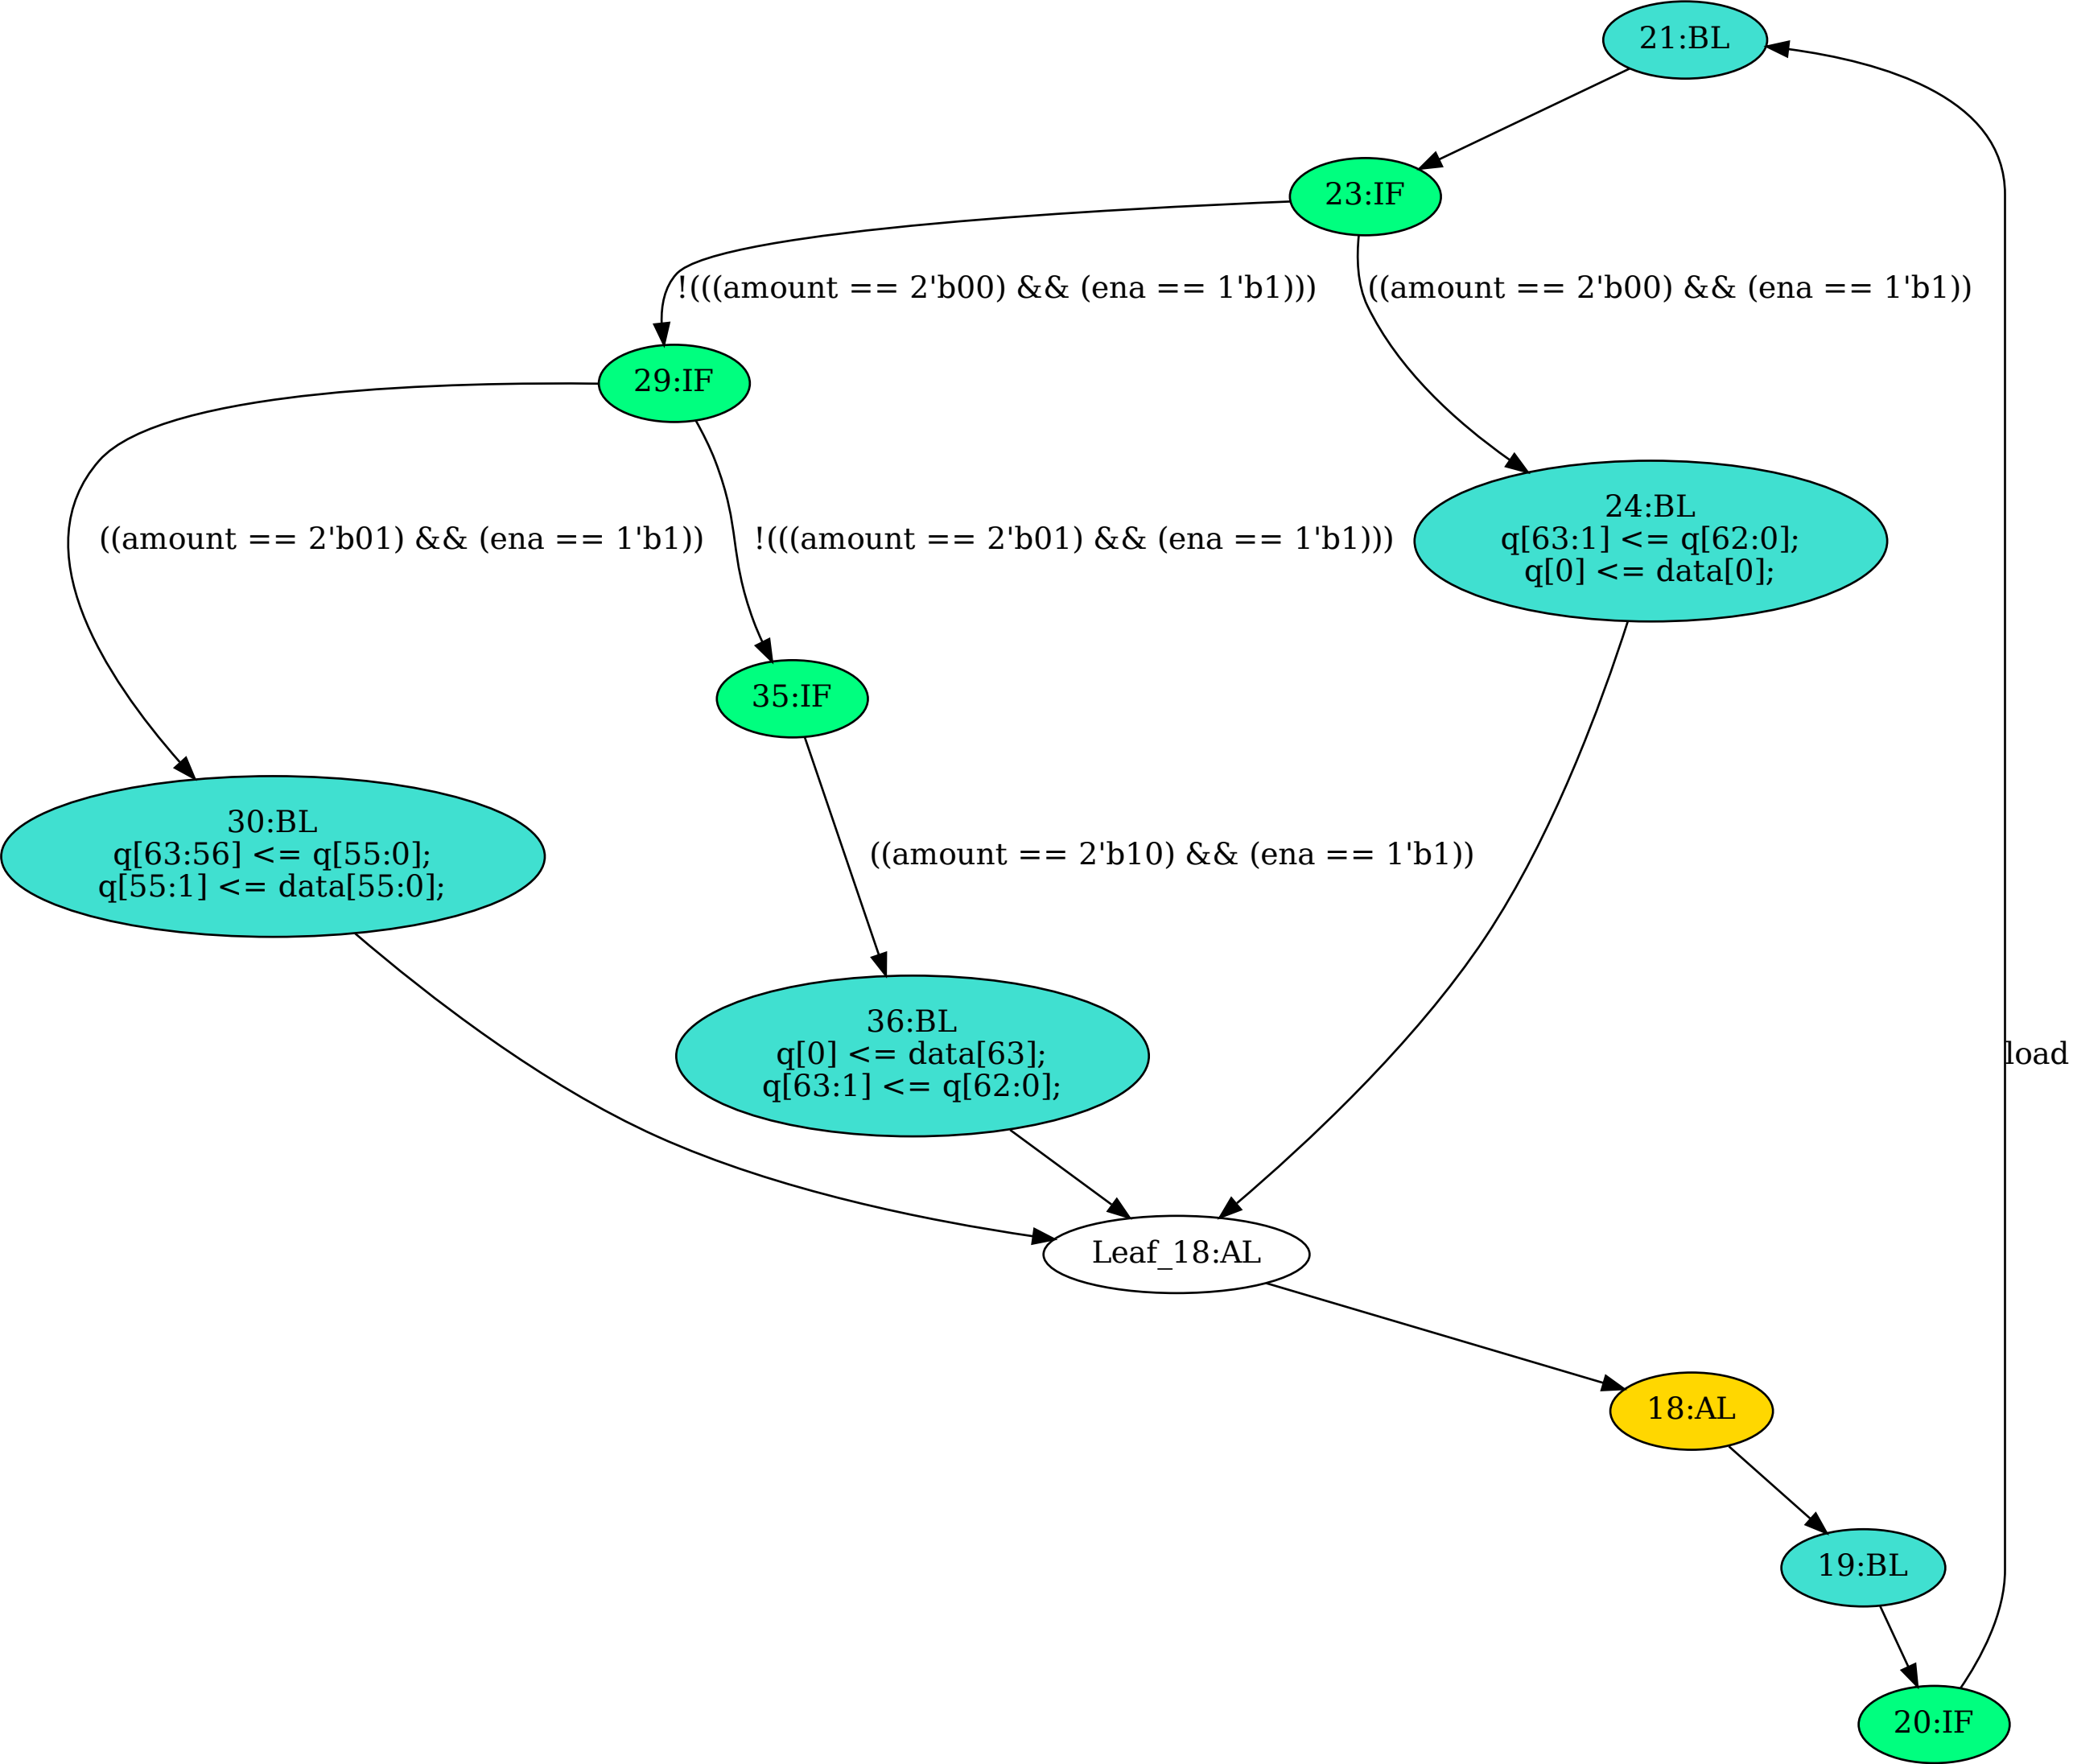 21:BL
23:IF
!(((amount == 2'b00) && (ena == 1'b1)))
((amount == 2'b00) && (ena == 1'b1))
29:IF
24:BL
q[63:1] <= q[62:0];
q[0] <= data[0];
((amount == 2'b01) && (ena == 1'b1))
!(((amount == 2'b01) && (ena == 1'b1)))
35:IF
30:BL
q[63:56] <= q[55:0];
q[55:1] <= data[55:0];
((amount == 2'b10) && (ena == 1'b1))
36:BL
q[0] <= data[63];
q[63:1] <= q[62:0];
load
Leaf_18:AL
18:AL
19:BL
20:IF